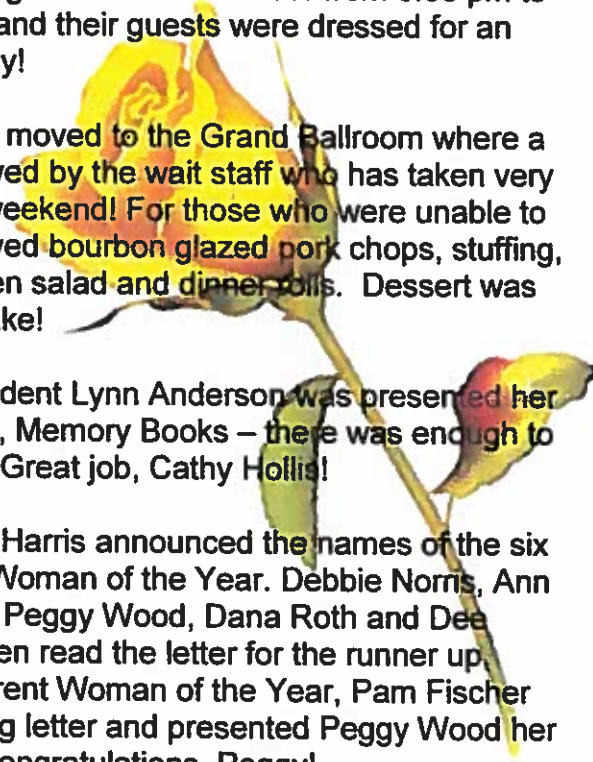 and their guests were dressed for an
y!
moved to the Grand Ballroom where a
ved by the wait staff who has taken very
weekend! For those who were unable to
ved bourbon glazed pork chops, stuffing,
en salad and dinner rolls. Dessert was
ke!
dent Lynn Anderson was presented her
, Memory Books – there was enough to
Great job, Cathy Hollis!
Harris announced the names of the six
Woman of the Year. Debbie Norris, Ann
Peggy Wood, Dana Roth and Dee
en read the letter for the runner up,
rent Woman of the Year, Pam Fischer
g letter and presented Peggy Wood her
ongratulations, Peggy!